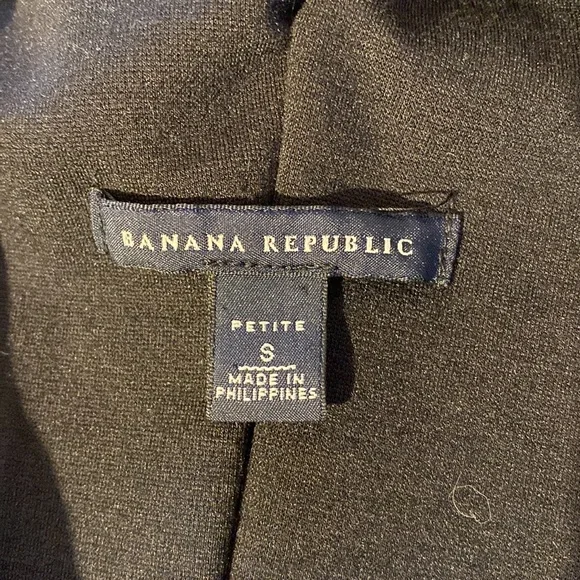 BANANA REPUBLIC
PETITE
S
MADE IN
PHILIPPINES